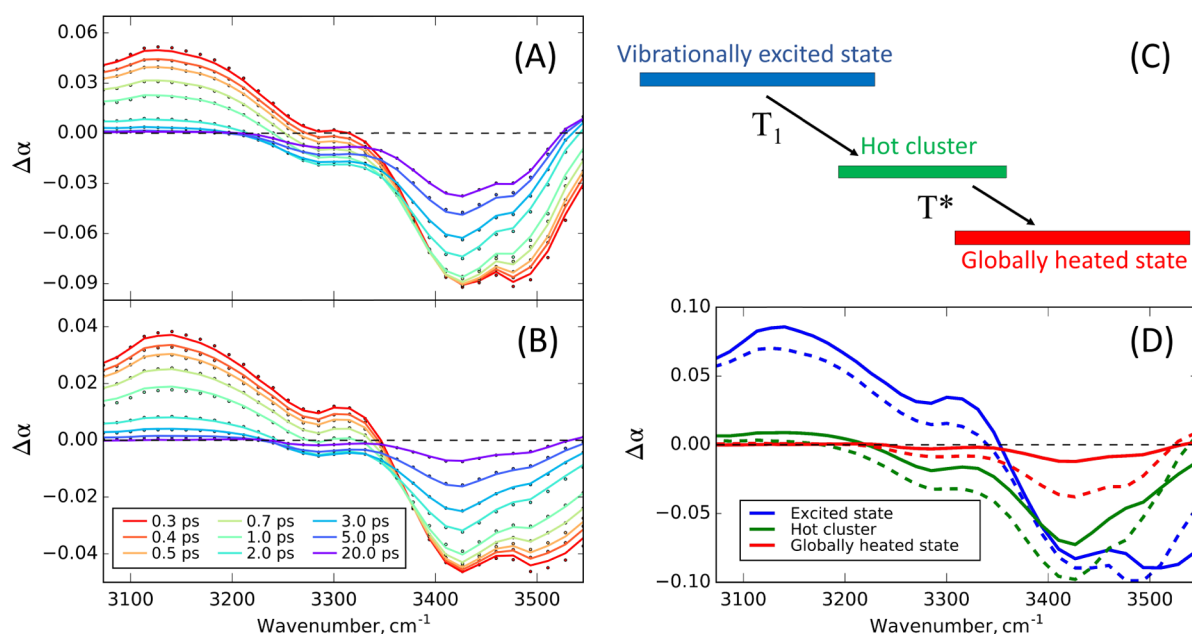 (A)
0.06
0.03
0.00
−0.03
−0.06
−0.09
Δα
(B)
0.04
0.02
0.00
−0.02
−0.04
Δα
0.3 ps 0.7 ps 3.0 ps
0.4 ps 1.0 ps 5.0 ps
0.5 ps 2.0 ps 20.0 ps
3100 3200 3300 3400 3500
Wavenumber, cm⁻¹
(C)
Vibrationally excited state
T₁
Hot cluster
T*
Globally heated state
(D)
0.10
0.05
0.00
−0.05
−0.10
Δα
Excited state
Hot cluster
Globally heated state
3100 3200 3300 3400 3500
Wavenumber, cm⁻¹